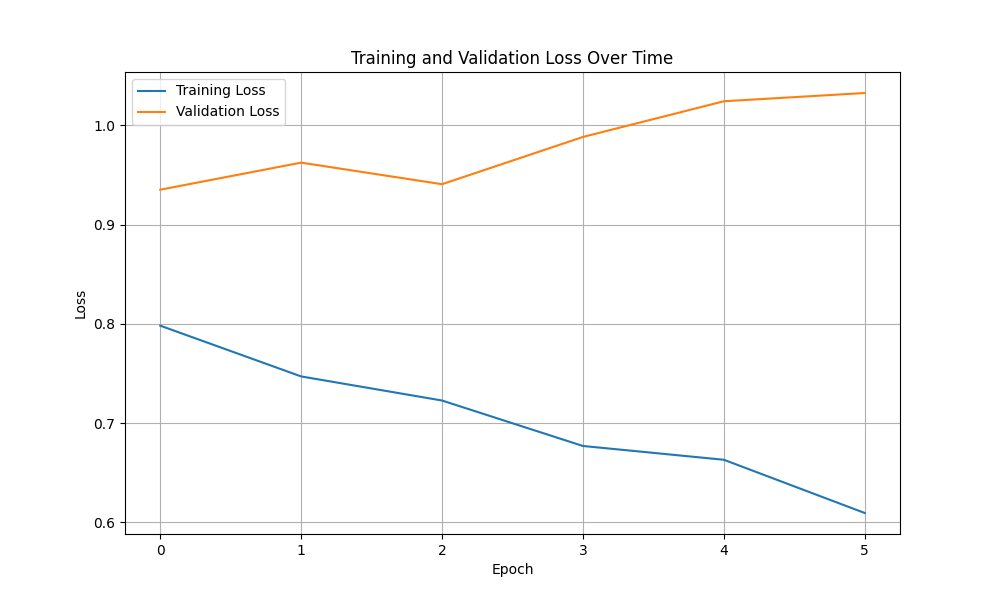 Training and Validation Loss Over Time
Training Loss
Validation Loss
1.0
0.9
0.8
0.7
0.6
Loss
0 1 2 3 4 5
Epoch